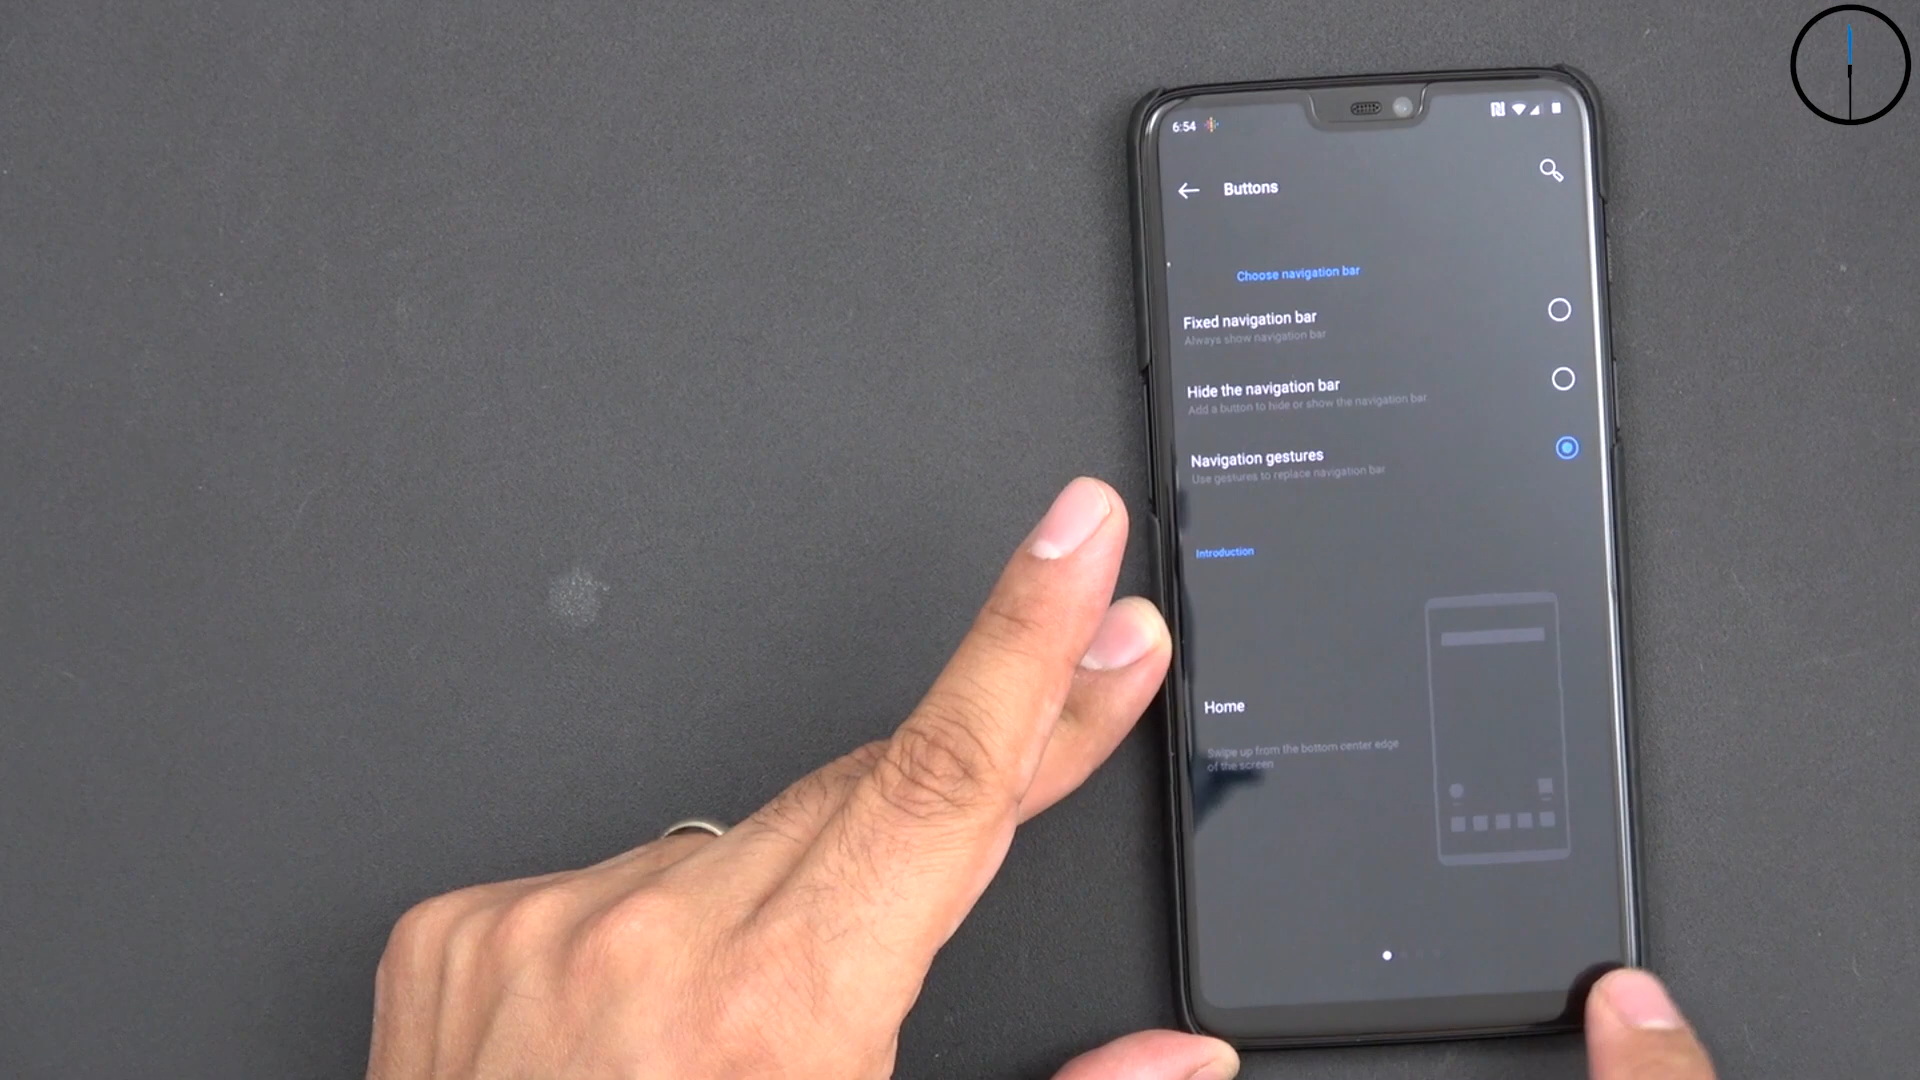 6:54
Buttons
Choose navigation bar
Fixed navigation bar
Always show navigation bar
Hide the navigation bar
Add a button to hide or show the navigation bar
Navigation gestures
Use gestures to replace navigation bar
Introduction
Home
Swipe up from the bottom center edge
of the screen